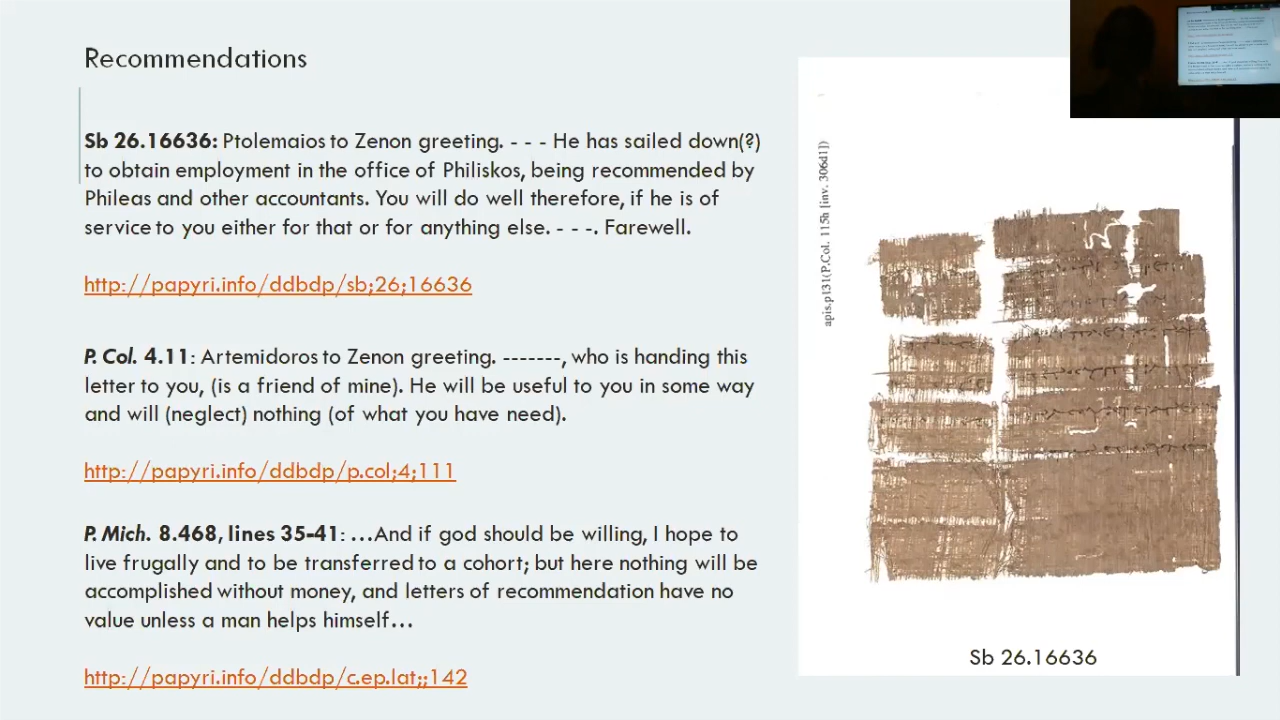 Recommendations
Sb 26.16636: Ptolemaios to Zenon greeting. - - - He has sailed down(?)
to obtain employment in the office of Philiskos, being recommended by
Phileas and other accountants. You will do well therefore, if he is of
service to you either for that or for anything else. - - -. Farewell.
http://papyri.info/ddbdp/sb;26;16636
P. Col. 4.11: Artemidoros to Zenon greeting. -------, who is handing this
letter to you, (is a friend of mine). He will be useful to you in some way
and will (neglect) nothing (of what you have need).
http://papyri.info/ddbdp/p.col;4;111
P. Mich. 8.468, lines 35-41: …And if god should be willing, I hope to
live frugally and to be transferred to a cohort; but here nothing will be
accomplished without money, and letters of recommendation have no
value unless a man helps himself…
http://papyri.info/ddbdp/c.ep.lat;;142
apis.p131(P.Col. 115h [inv. 306d1])
Sb 26.16636